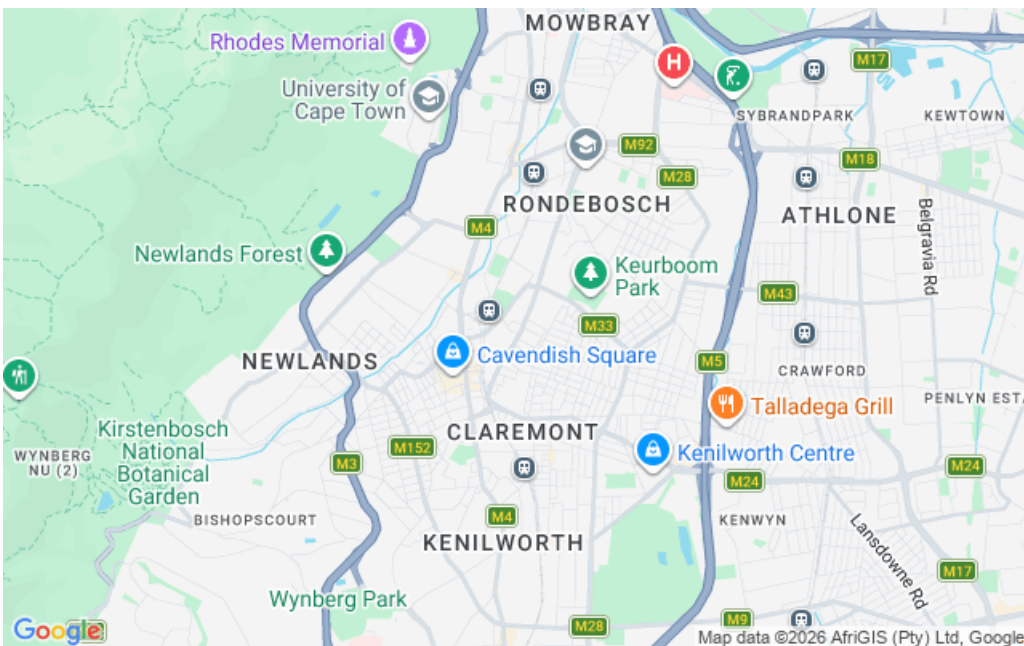 MOWBRAY
Rhodes Memorial
H
M17
University of
Cape Town
SYBRANDPARK
KEWTOWN
M92
M18
M28
RONDEBOSCH
ATHLONE
Belgravia Rd
M4
Newlands Forest
Keurboom
Park
M43
M33
NEWLANDS
Cavendish Square
M5
CRAWFORD
Talladega Grill
PENLYN ESTA
Kirstenbosch
National
Botanical
Garden
CLAREMONT
M152
Kenilworth Centre
WYNBERG
NU (2)
M3
M24
M24
BISHOPSCOURT
M4
KENWYN
Lansdowne Rd
KENILWORTH
M17
Wynberg Park
M28
M9
Google
Map data ©2026 AfriGIS (Pty) Ltd, Google